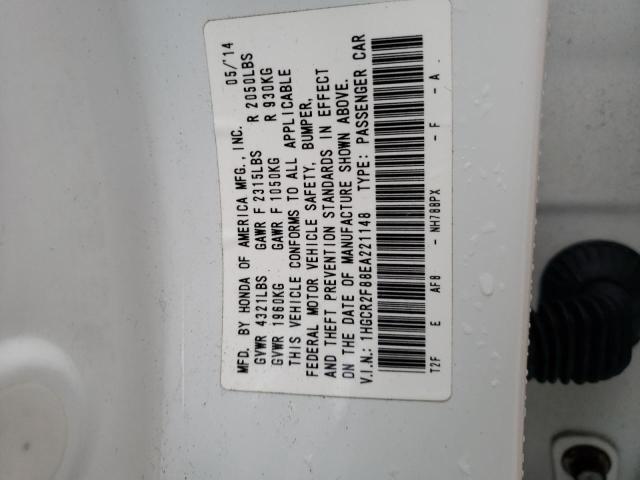 MFD. BY HONDA OF AMERICA MFG., INC. 05/'14
GVWR 4321LBS GAWR F 2315LBS R 2050LBS
GVWR 1960KG GAWR F 1050KG R 930KG
THIS VEHICLE CONFORMS TO ALL APPLICABLE
FEDERAL MOTOR VEHICLE SAFETY, BUMPER,
AND THEFT PREVENTION STANDARDS IN EFFECT
ON THE DATE OF MANUFACTURE SHOWN ABOVE.
V.I.N.: 1HGCR2F88EA221148 TYPE: PASSENGER CAR
T2F E AF8 - NH788PX - F - A.